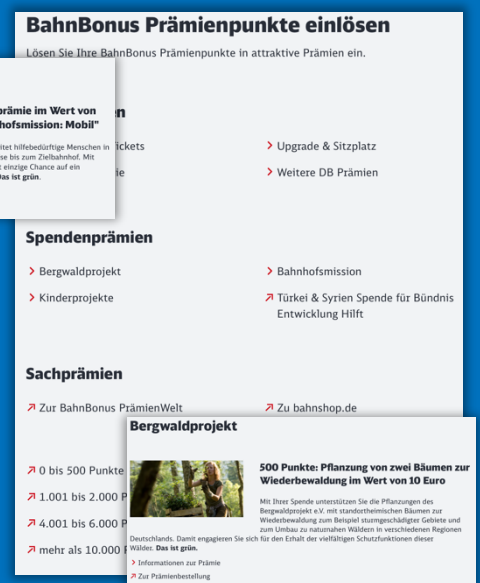 BahnBonus Prämienpunkte einlösen
Lösen Sie Ihre BahnBonus Prämienpunkte in attraktive Prämien ein.
im Wert von
Mobil"
hilfebedürftige Menschen in
bis zum Zielbahnhof. Mit
einzige Chance auf ein
Das ist grün.
Upgrade & Sitzplatz
Weitere DB Prämien
Spendenprämien
Bergwaldprojekt
Bahnhofsmission
Kinderprojekte
Türkei & Syrien Spende für Bündnis
Entwicklung Hilft
Sachprämien
Zur BahnBonus PrämienWelt
Zu bahnshop.de
0 bis 500 Punkte
1.001 bis 2.000
4.001 bis 6.000
mehr als 10.000
Bergwaldprojekt
500 Punkte: Pflanzung von zwei Bäumen zur
Wiederbewaldung im Wert von 10 Euro
Mit Ihrer Spende unterstützen Sie die Pflanzungen des
Bergwaldprojekt e.V. mit standortheimischen Bäumen zur
Wiederbewaldung zum Beispiel sturmgeschädigter Gebiete und
zum Umbau zu naturnahen Wäldern in verschiedenen Regionen
Deutschlands. Damit engagieren Sie sich für den Erhalt der vielfältigen Schutzfunktionen dieser
Wälder. Das ist grün.
Informationen zur Prämie
Zur Prämienbestellung